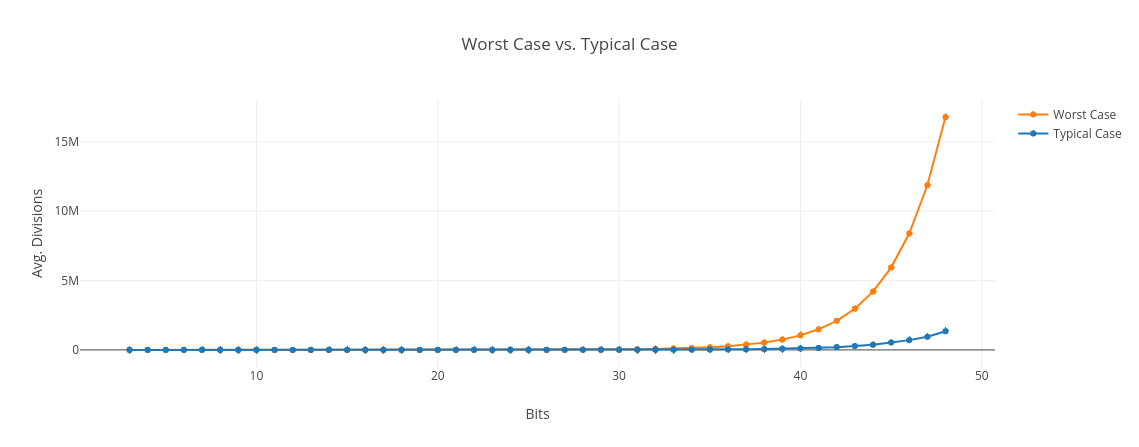 Worst Case vs. Typical Case
Worst Case
Typical Case
Avg. Divisions
15M
10M
5M
0
10
20
30
40
50
Bits